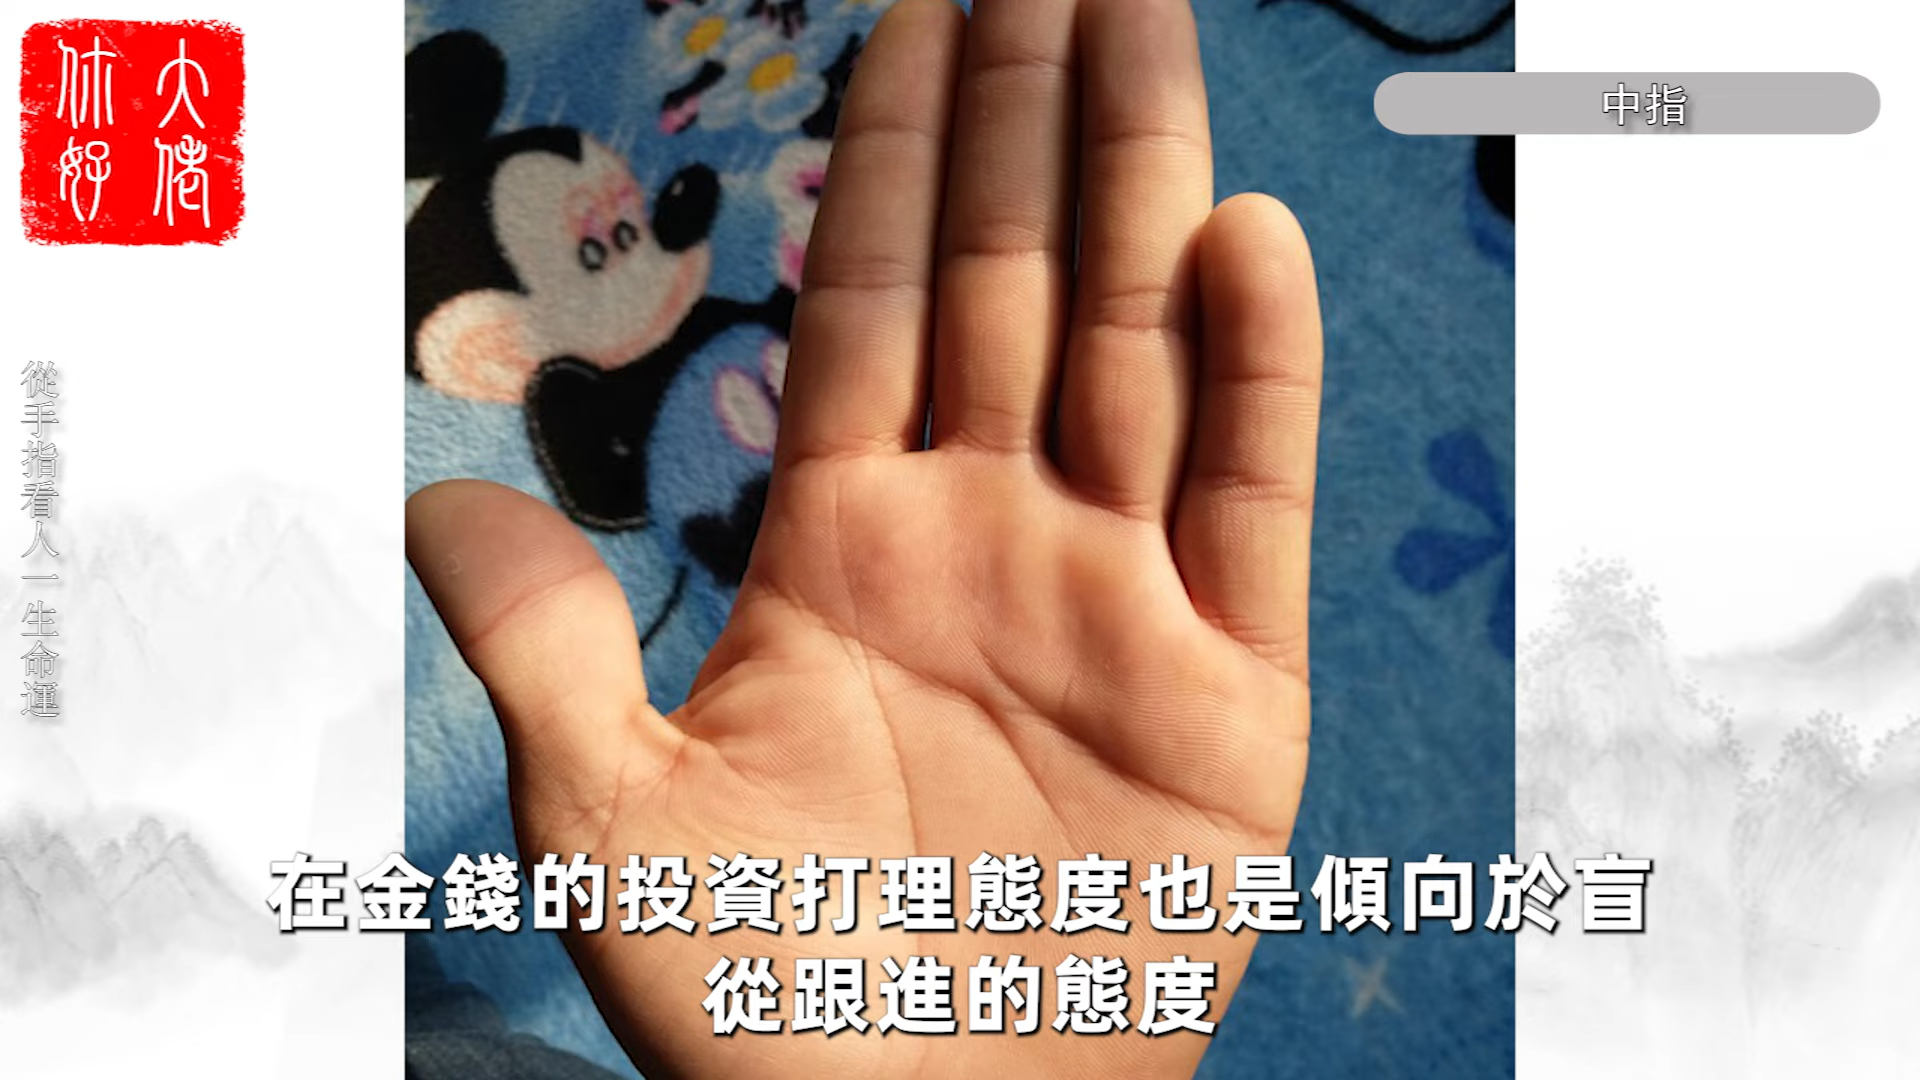 大佬
你好
中指
從手指看人一生命運
在金錢的投資打理態度也是傾向於盲
從跟進的態度